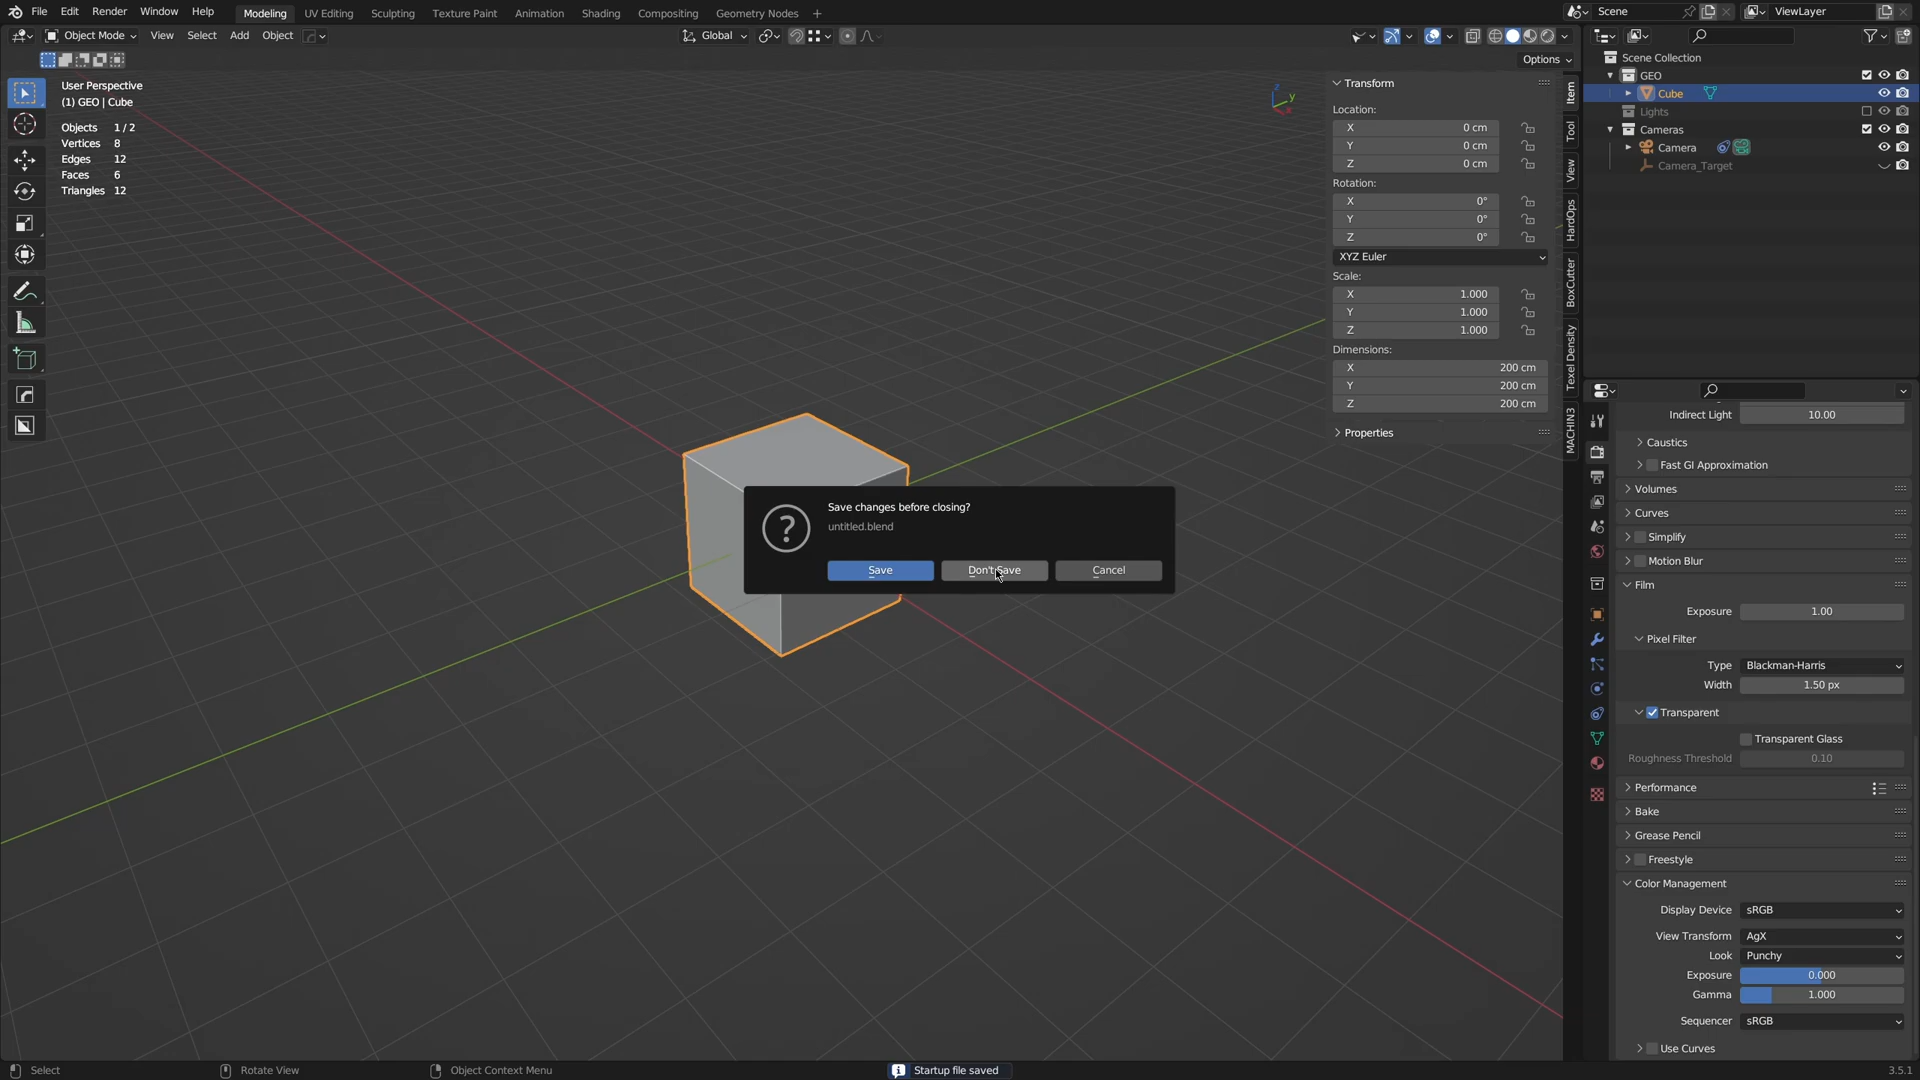 File Edit Render Window Help Modeling UV Editing Sculpting Texture Paint Animation Shading Compositing Geometry Nodes + Scene ViewLayer
Object Mode View Select Add Object Global
Options
User Perspective
(1) GEO | Cube
Objects 1 / 2
Vertices 8
Edges 12
Faces 6
Triangles 12
Z
Y
X
Transform
Location:
X 0 cm
Y 0 cm
Z 0 cm
Rotation:
X 0°
Y 0°
Z 0°
XYZ Euler
Scale:
X 1.000
Y 1.000
Z 1.000
Dimensions:
X 200 cm
Y 200 cm
Z 200 cm
Properties
Item
Tool
View
HardOps
BoxCutter
Texel Density
MACHIN3
Scene Collection
GEO
Cube
Lights
Cameras
Camera
Camera_Target
Save changes before closing?
untitled.blend
Save Don't Save Cancel
Indirect Light 10.00
Caustics
Fast GI Approximation
Volumes
Curves
Simplify
Motion Blur
Film
Exposure 1.00
Pixel Filter
Type Blackman-Harris
Width 1.50 px
Transparent
Transparent Glass
Roughness Threshold 0.10
Performance
Bake
Grease Pencil
Freestyle
Color Management
Display Device sRGB
View Transform AgX
Look Punchy
Exposure 0.000
Gamma 1.000
Sequencer sRGB
Use Curves
Select Rotate View Object Context Menu Startup file saved 3.5.1